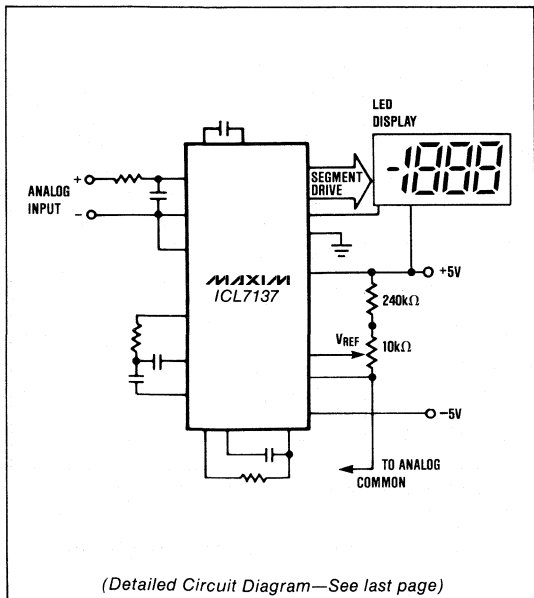 LED
DISPLAY
-1888
SEGMENT
DRIVE
+
ANALOG
INPUT
-
MAXIM
ICL7137
+5V
240kΩ
VREF
10kΩ
-5V
TO ANALOG
COMMON
(Detailed Circuit Diagram—See last page)